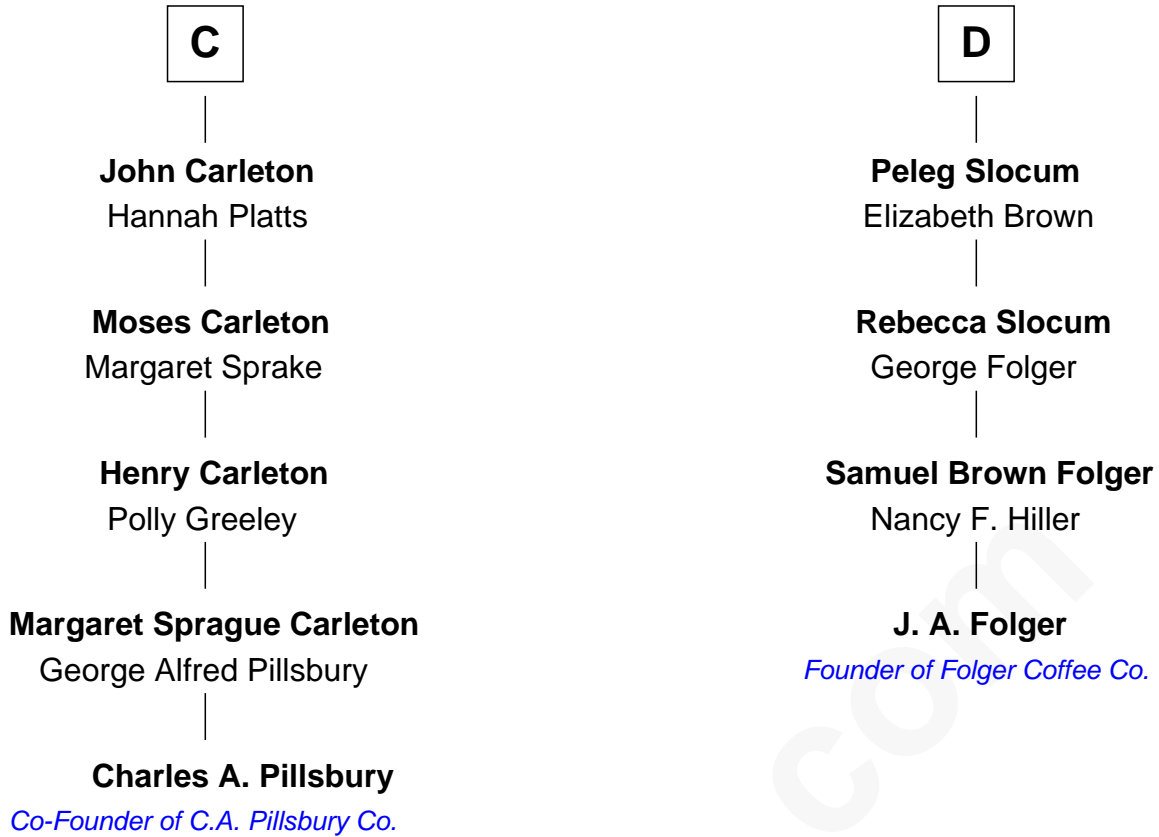 C
John Carleton
Hannah Platts
Moses Carleton
Margaret Sprake
Henry Carleton
Polly Greeley
Margaret Sprague Carleton
George Alfred Pillsbury
Charles A. Pillsbury
Co-Founder of C.A. Pillsbury Co.
D
Peleg Slocum
Elizabeth Brown
Rebecca Slocum
George Folger
Samuel Brown Folger
Nancy F. Hiller
J. A. Folger
Founder of Folger Coffee Co.
com